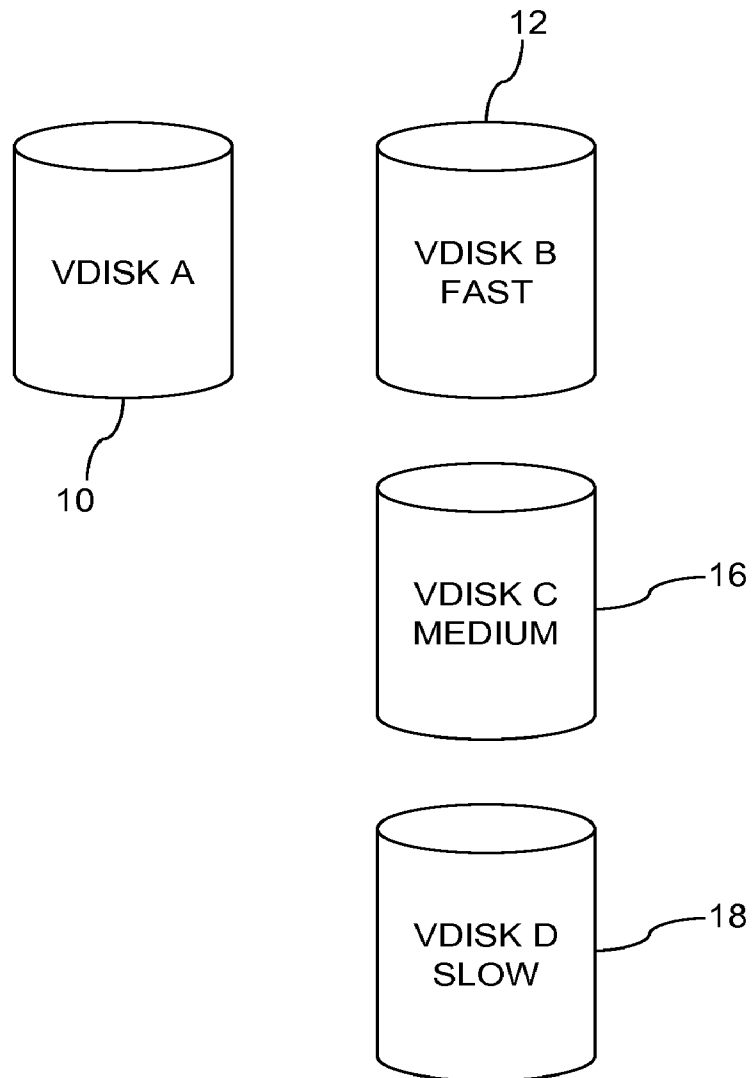 12
VDISK A
VDISK B
FAST
10
VDISK C
MEDIUM
16
VDISK D
SLOW
18